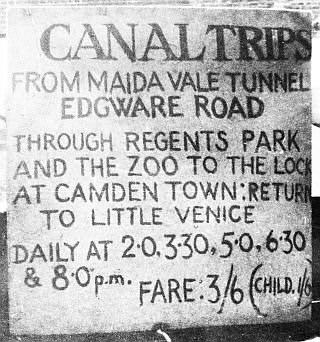 CANAL TRIPS
FROM MAIDA VALE TUNNEL
EDGWARE ROAD
THROUGH REGENTS PARK
AND THE ZOO TO THE LOCK
AT CAMDEN TOWN: RETURN
TO LITTLE VENICE
DAILY AT 2·0, 3·30, 5·0, 6·30
& 8·0 p.m. FARE: 3/6 (CHILD. 1/6)